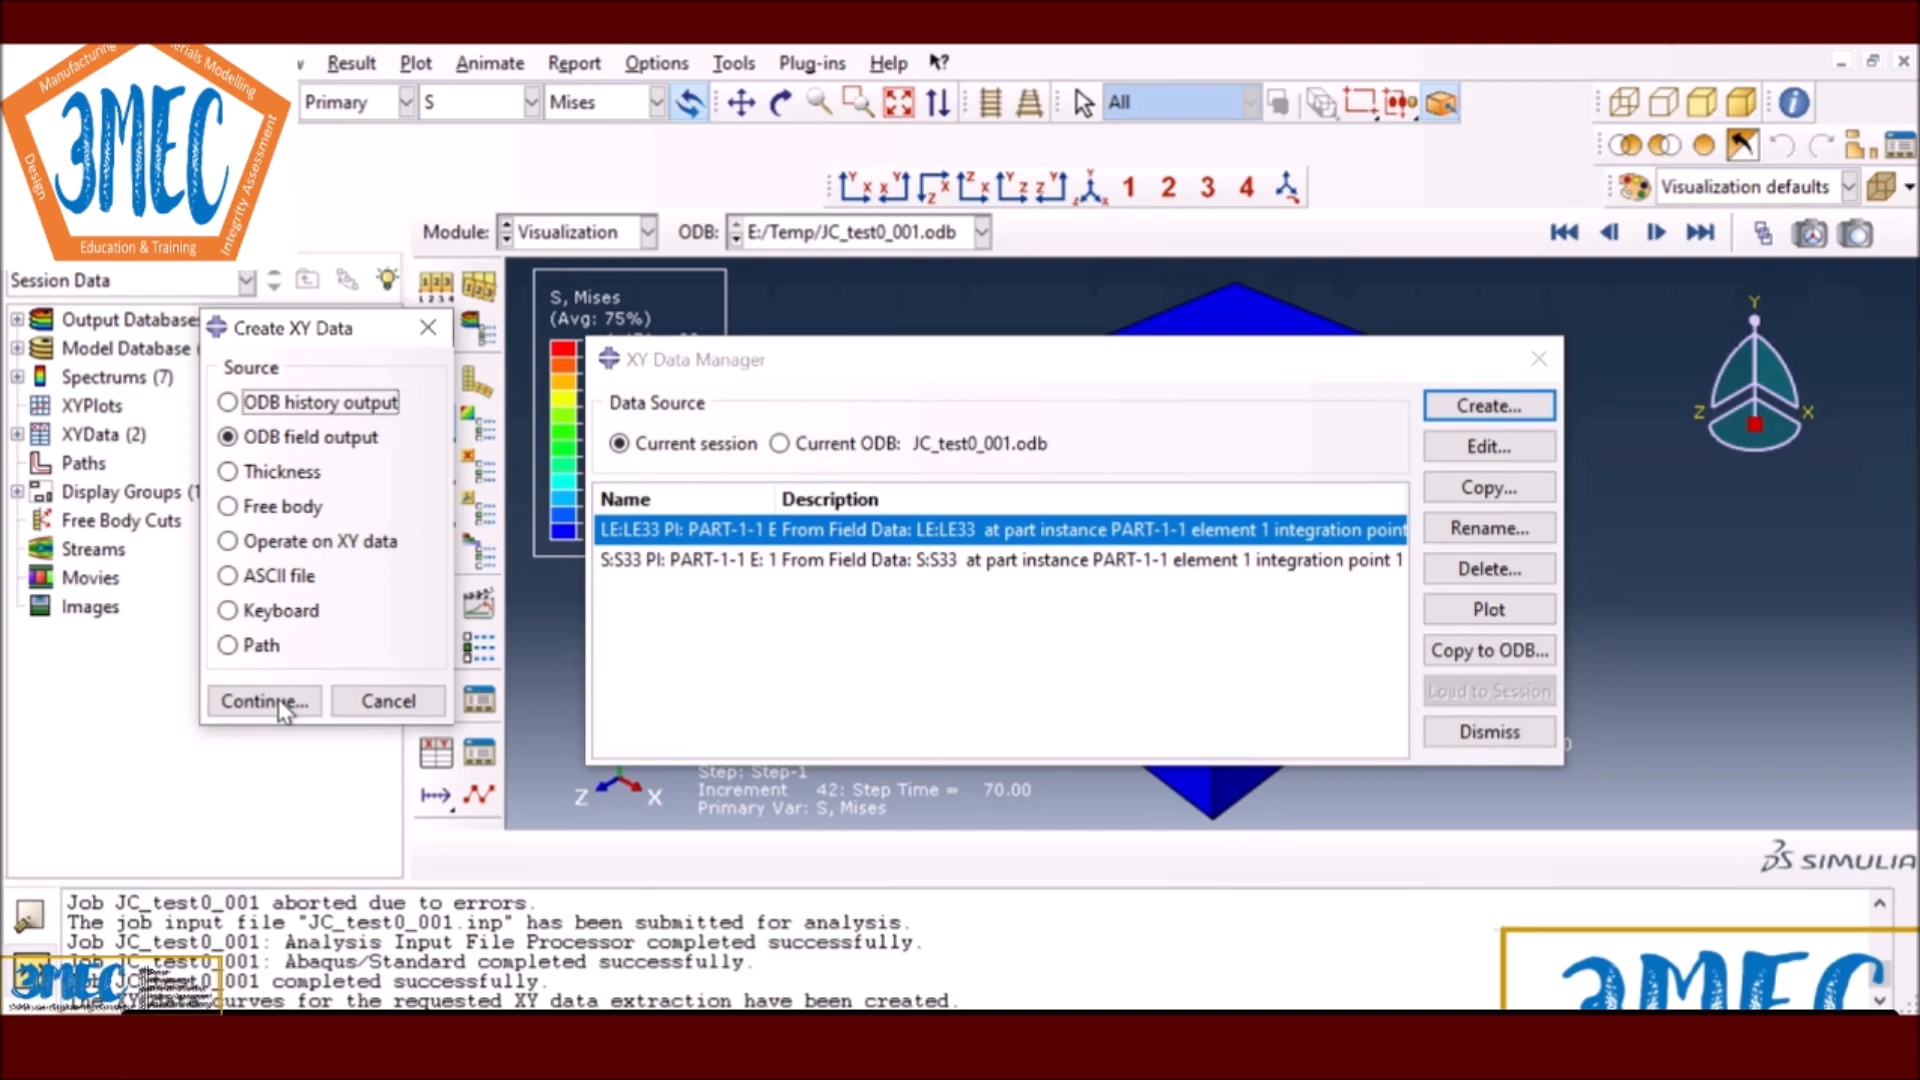 Manufacturing
Materials Modelling
3MEC
Design
Integrity Assessment
Education & Training
Result Plot Animate Report Options Tools Plug-ins Help
Primary S Mises All
1 2 3 4
Visualization defaults
Module: Visualization ODB: E:/Temp/JC_test0_001.odb
Session Data
Output Databases
Model Database (
Spectrums (7)
XYPlots
XYData (2)
Paths
Display Groups (1
Free Body Cuts
Streams
Movies
Images
Create XY Data
Source
ODB history output
ODB field output
Thickness
Free body
Operate on XY data
ASCII file
Keyboard
Path
Continue... Cancel
S, Mises
(Avg: 75%)
XY Data Manager
Data Source
Current session Current ODB: JC_test0_001.odb
Name Description
LE:LE33 PI: PART-1-1 E From Field Data: LE:LE33 at part instance PART-1-1 element 1 integration point
S:S33 PI: PART-1-1 E: 1 From Field Data: S:S33 at part instance PART-1-1 element 1 integration point 1
Create...
Edit...
Copy...
Rename...
Delete...
Plot
Copy to ODB...
Load to Session
Dismiss
Y
Z X
Z X
Step: Step-1
Increment 42: Step Time = 70.00
Primary Var: S, Mises
SIMULIA
Job JC_test0_001 aborted due to errors.
The job input file "JC_test0_001.inp" has been submitted for analysis.
Job JC_test0_001: Analysis Input File Processor completed successfully.
Job JC_test0_001: Abaqus/Standard completed successfully.
Job JC_test0_001 completed successfully.
curves for the requested XY data extraction have been created.
3MEC
3MEC